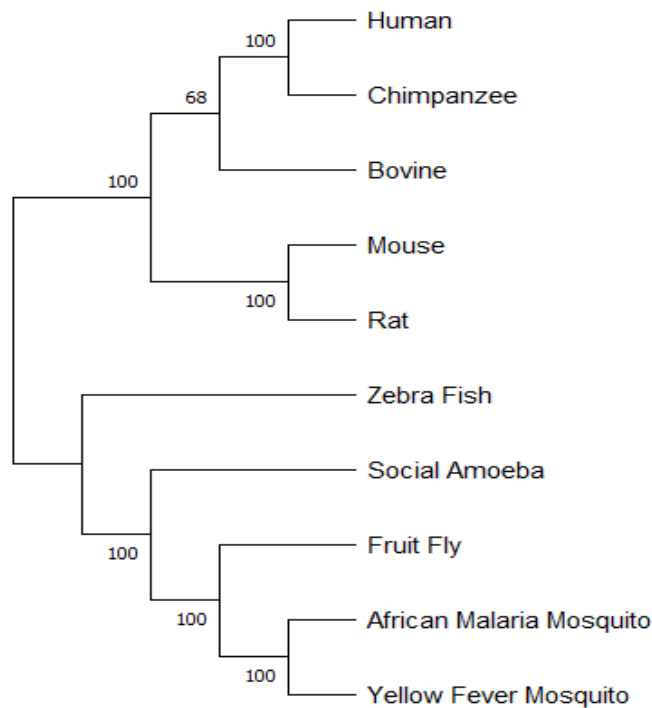 Human
100
Chimpanzee
68
Bovine
100
Mouse
100
Rat
Zebra Fish
Social Amoeba
100
Fruit Fly
100
African Malaria Mosquito
100
Yellow Fever Mosquito